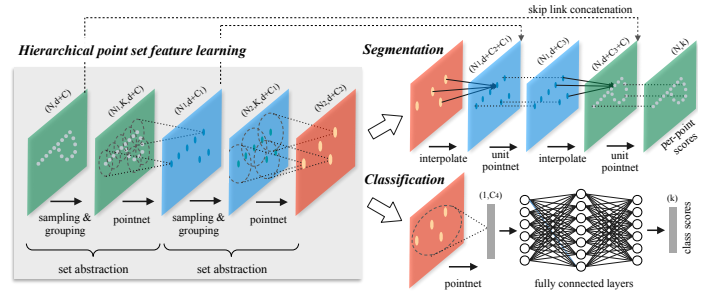 skip link concatenation
Hierarchical point set feature learning
(N,d+C)
(N1,K,d+C)
(N1,d+C1)
(N2,K,d+C1)
(N2,d+C2)
sampling &
grouping
pointnet
sampling &
grouping
pointnet
set abstraction
set abstraction
Segmentation
(N1,d+C2+C1)
(N1,d+C3)
(N,d+C3+C)
(N,k)
interpolate
unit
pointnet
interpolate
unit
pointnet
per-point
scores
Classification
(1,C4)
pointnet
fully connected layers
(k)
class scores